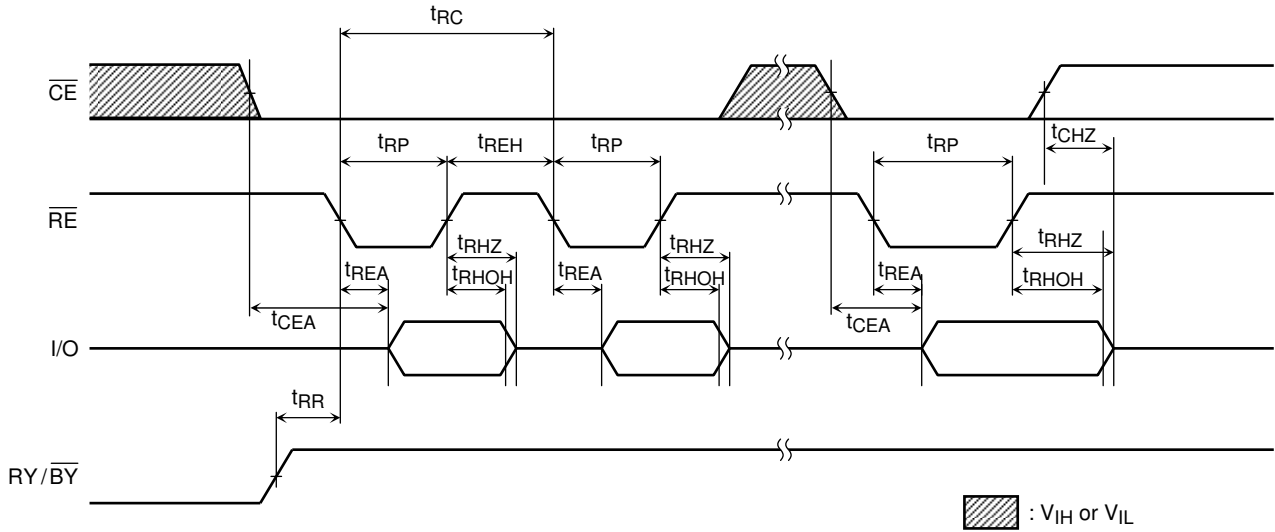 tRC
CE
tCHZ
tRP tREH tRP tRP
RE
tRHZ tRHZ tRHZ
tREA tRHOH tREA tRHOH tREA tRHOH
tCEA tCEA
I/O
tRR
RY/BY
: VIH or VIL